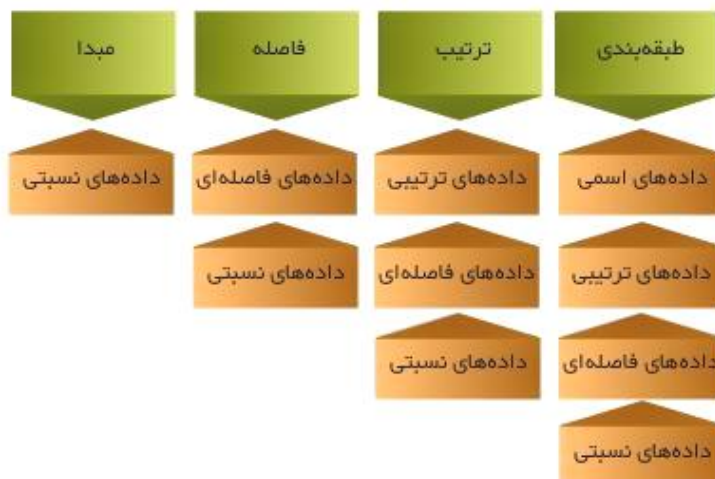 طبقه‌بندی
ترتیب
فاصله
مبدا
داده‌های اسمی
داده‌های ترتیبی
داده‌های فاصله‌ای
داده‌های نسبتی
داده‌های ترتیبی
داده‌های فاصله‌ای
داده‌های نسبتی
داده‌های فاصله‌ای
داده‌های نسبتی
داده‌های نسبتی